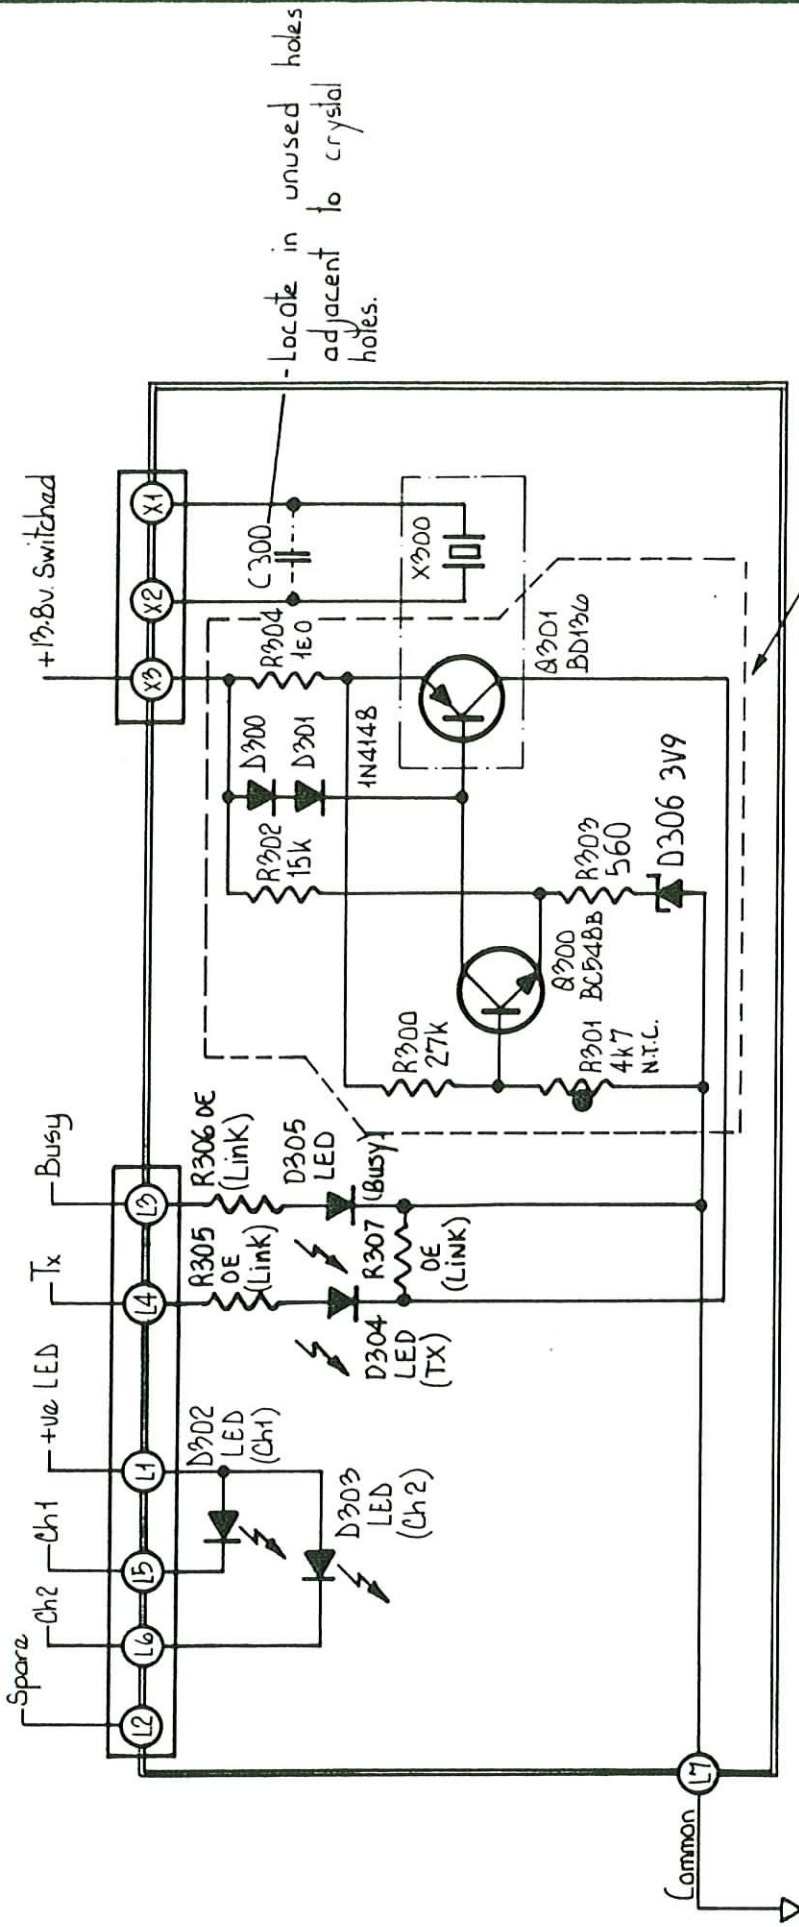 Spare
Ch2
Ch1
+ve LED
Tx
Busy
+13.8v. Switched
L2
L6
L5
L1
L4
L3
X3
X2
X1
D302
LED
(Ch1)
D303
LED
(Ch2)
R305
0E
(Link)
R306 0E
(Link)
D305
LED
(Busy)
D304
LED
(TX)
R307
0E
(LINK)
R300
27k
R301
4k7
N.T.C.
Q300
BC548B
R302
15k
D300
D301
1N4148
R303
560
D306 3V9
R304
1E0
Q301
BD136
C300
X300
-Locate in unused holes
adjacent to crystal
holes.
Common
L7